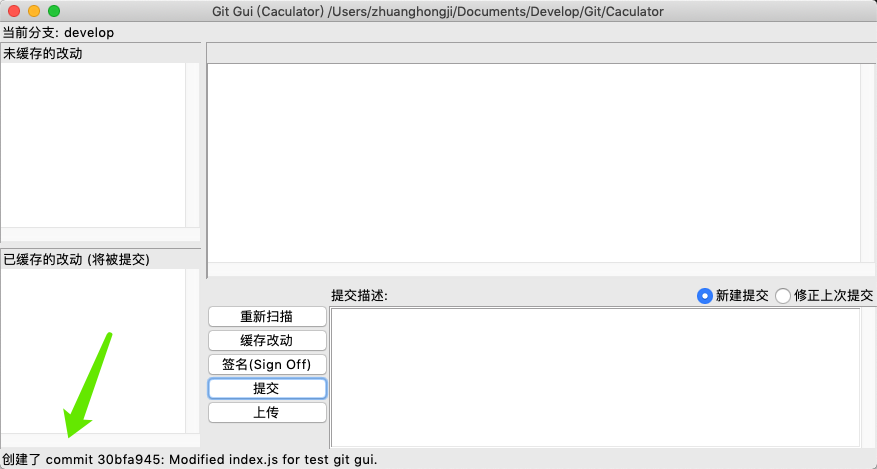 Git Gui (Caculator) /Users/zhuanghongji/Documents/Develop/Git/Caculator
当前分支: develop
未缓存的改动
已缓存的改动 (将被提交)
提交描述:
新建提交
修正上次提交
重新扫描
缓存改动
签名(Sign Off)
提交
上传
创建了 commit 30bfa945: Modified index.js for test git gui.